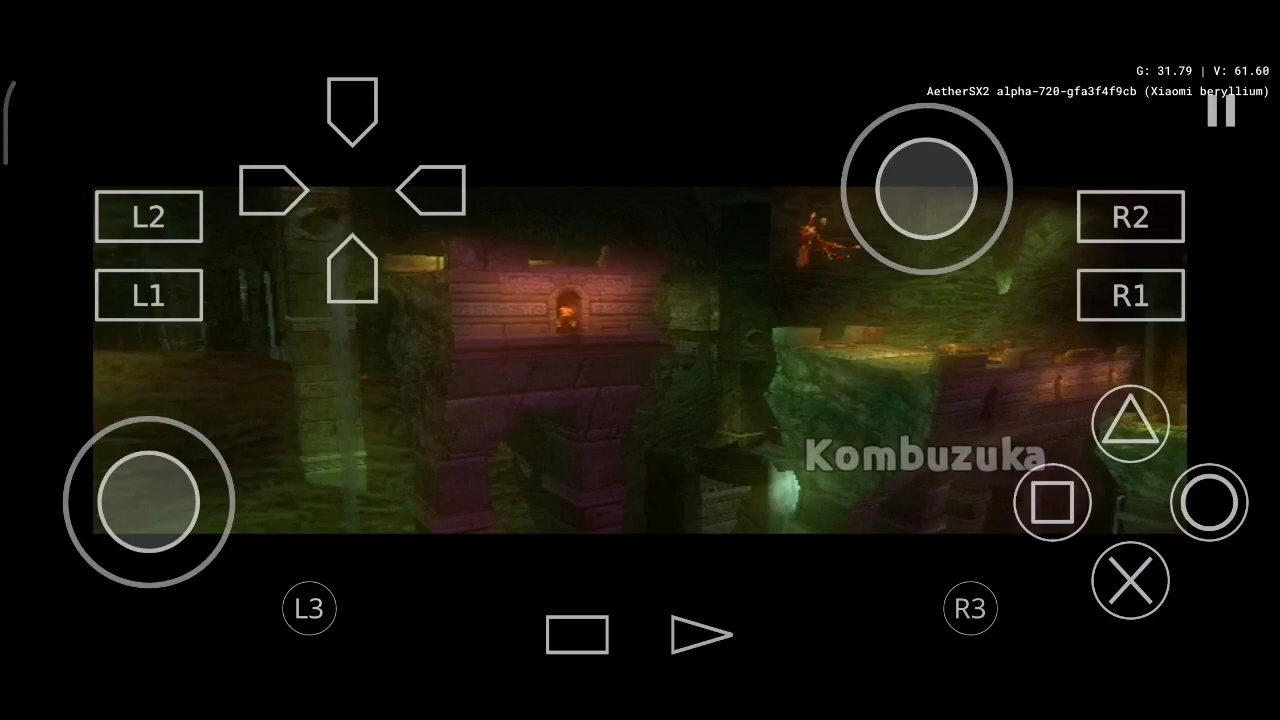 G: 31.79 | V: 61.60
AetherSX2 alpha-720-gfa3f4f9cb (Xiaomi beryllium)
L2
R2
L1
R1
Kombuzuka
L3
R3